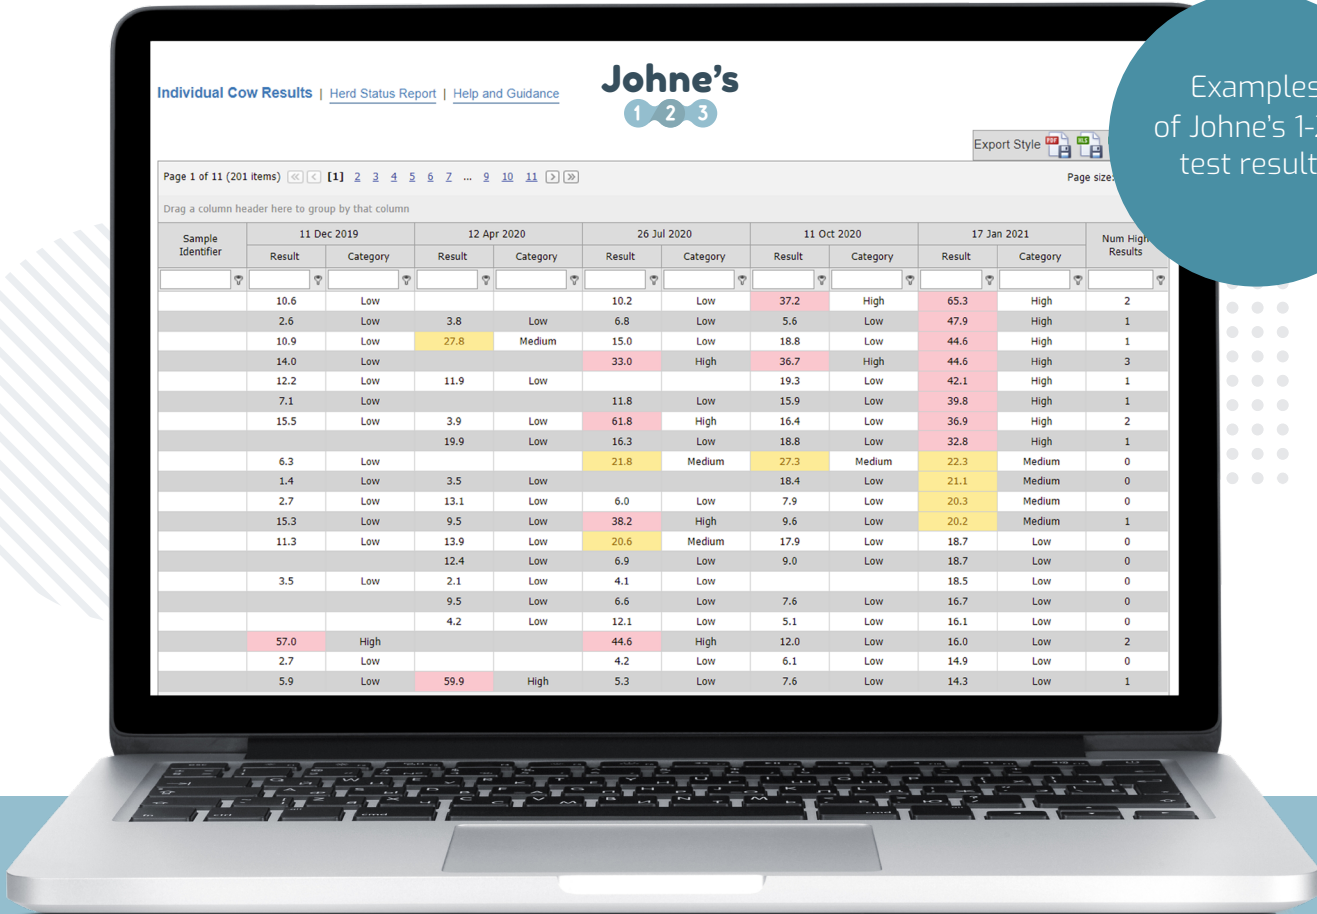 Examples
of Johne's 1-2
test result
Johne's
1 2 3
Individual Cow Results | Herd Status Report | Help and Guidance
Export Style
Page 1 of 11 (201 items) [1] 2 3 4 5 6 7 ... 9 10 11
Page size:
Drag a column header here to group by that column
Sample Identifier 11 Dec 2019 12 Apr 2020 26 Jul 2020 11 Oct 2020 17 Jan 2021 Num High Results
Result Category Result Category Result Category Result Category Result Category
10.6 Low 10.2 Low 37.2 High 65.3 High 2
2.6 Low 3.8 Low 6.8 Low 5.6 Low 47.9 High 1
10.9 Low 27.8 Medium 15.0 Low 18.8 Low 44.6 High 1
14.0 Low 33.0 High 36.7 High 44.6 High 3
12.2 Low 11.9 Low 19.3 Low 42.1 High 1
7.1 Low 11.8 Low 15.9 Low 39.8 High 1
15.5 Low 3.9 Low 61.8 High 16.4 Low 36.9 High 2
19.9 Low 16.3 Low 18.8 Low 32.8 High 1
6.3 Low 21.8 Medium 27.3 Medium 22.3 Medium 0
1.4 Low 3.5 Low 18.4 Low 21.1 Medium 0
2.7 Low 13.1 Low 6.0 Low 7.9 Low 20.3 Medium 0
15.3 Low 9.5 Low 38.2 High 9.6 Low 20.2 Medium 1
11.3 Low 13.9 Low 20.6 Medium 17.9 Low 18.7 Low 0
12.4 Low 6.9 Low 9.0 Low 18.7 Low 0
3.5 Low 2.1 Low 4.1 Low 18.5 Low 0
9.5 Low 6.6 Low 7.6 Low 16.7 Low 0
4.2 Low 12.1 Low 5.1 Low 16.1 Low 0
57.0 High 44.6 High 12.0 Low 16.0 Low 2
2.7 Low 4.2 Low 6.1 Low 14.9 Low 0
5.9 Low 59.9 High 5.3 Low 7.6 Low 14.3 Low 1